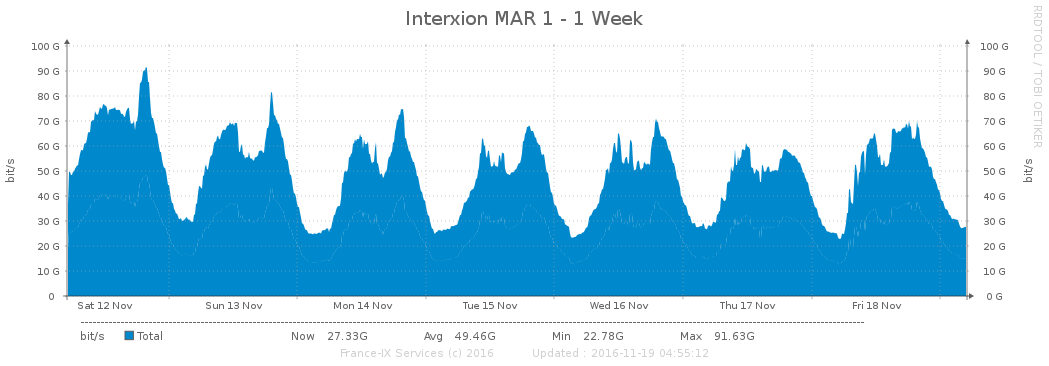 Interxion MAR 1 - 1 Week
RRDTOOL / TOBI OETIKER
100 G 100 G
90 G 90 G
80 G 80 G
70 G 70 G
60 G 60 G
50 G 50 G
40 G 40 G
30 G 30 G
20 G 20 G
10 G 10 G
0 0 G
bit/s bit/s
Sat 12 Nov Sun 13 Nov Mon 14 Nov Tue 15 Nov Wed 16 Nov Thu 17 Nov Fri 18 Nov
bit/s Total Now 27.33G Avg 49.46G Min 22.78G Max 91.63G
France-IX Services (c) 2016 Updated : 2016-11-19 04:55:12